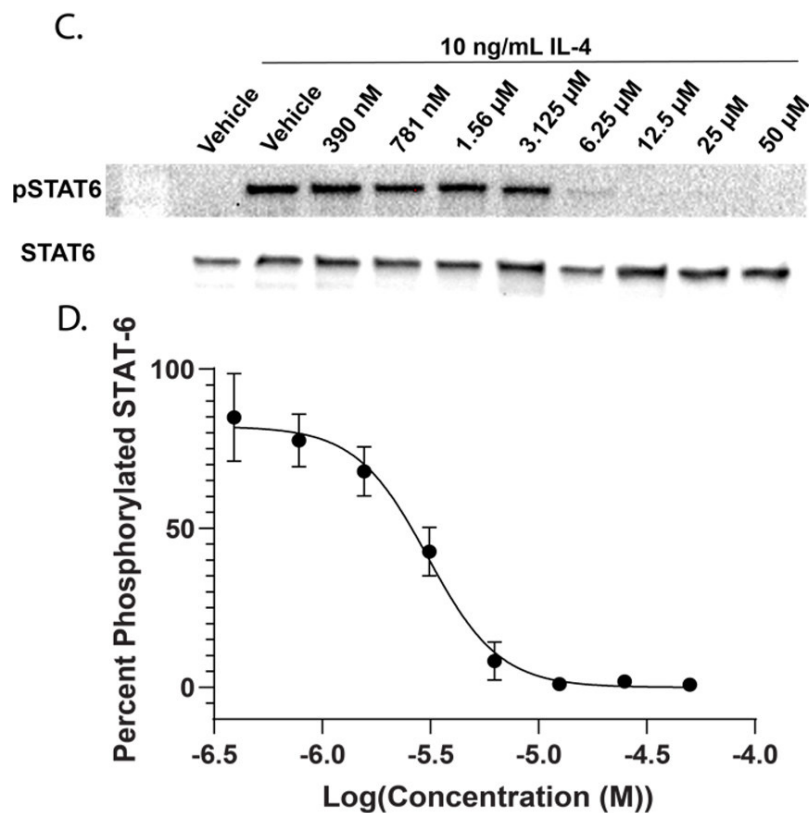 C.
10 ng/mL IL-4
Vehicle
Vehicle
390 nM
781 nM
1.56 µM
3.125 µM
6.25 µM
12.5 µM
25 µM
50 µM
pSTAT6
STAT6
D.
Percent Phosphorylated STAT-6
100
50
0
-6.5
-6.0
-5.5
-5.0
-4.5
-4.0
Log(Concentration (M))